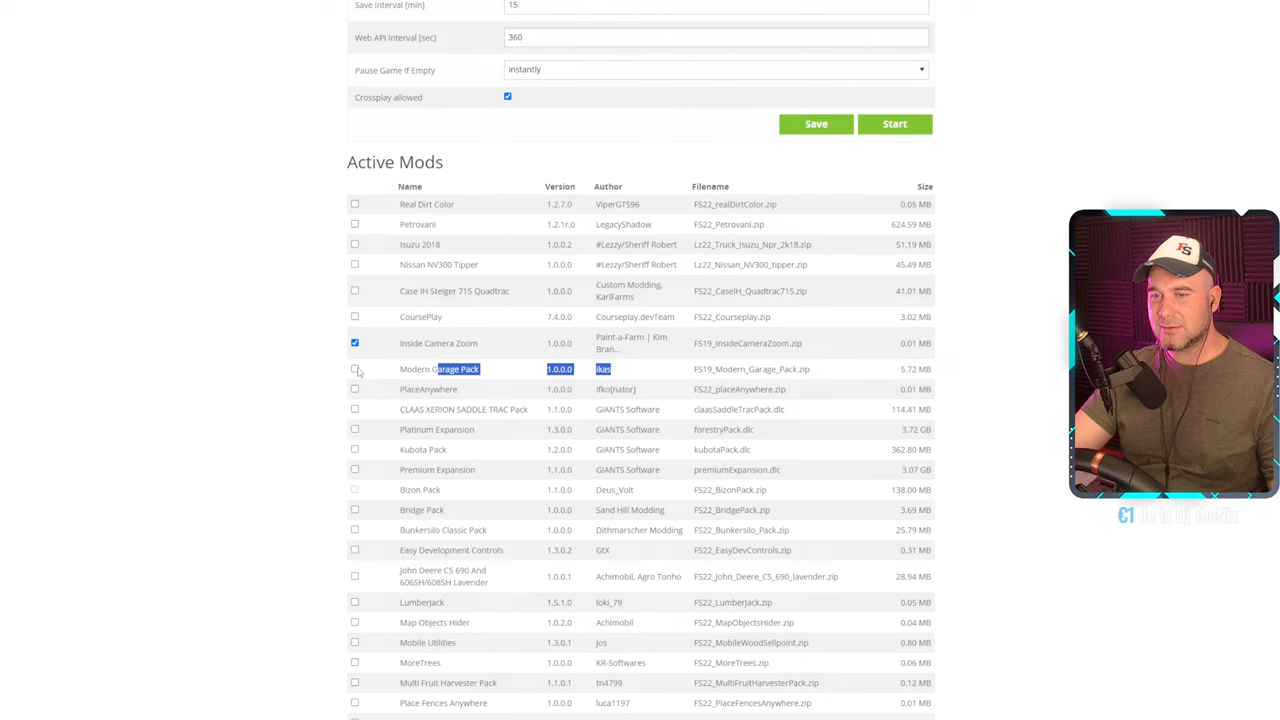 Save Interval [min] 15
Web API Interval [sec] 360
Pause Game If Empty Instantly
Crossplay allowed
Save Start
Active Mods
Name Version Author Filename Size
Real Dirt Color 1.2.7.0 ViperGTS96 FS22_realDirtColor.zip 0.05 MB
Petrovani 1.2.1r.0 LegacyShadow FS22_Petrovani.zip 624.59 MB
Isuzu 2018 1.0.0.2 #Lezzy/Sheriff Robert Lz22_Truck_Isuzu_Npr_2k18.zip 51.19 MB
Nissan NV300 Tipper 1.0.0.0 #Lezzy/Sheriff Robert Lz22_Nissan_NV300_tipper.zip 45.49 MB
Case IH Steiger 715 Quadtrac 1.0.0.0 Custom Modding, KarlFarms FS22_CaseIH_Quadtrac715.zip 41.01 MB
CoursePlay 7.4.0.0 Courseplay.devTeam FS22_Courseplay.zip 3.02 MB
Inside Camera Zoom 1.0.0.0 Paint-a-Farm | Kim Bran... FS19_InsideCameraZoom.zip 0.01 MB
Modern Garage Pack 1.0.0.0 ikas FS19_Modern_Garage_Pack.zip 5.72 MB
PlaceAnywhere 1.0.0.0 Ifko[nator] FS22_placeAnywhere.zip 0.01 MB
CLAAS XERION SADDLE TRAC Pack 1.1.0.0 GIANTS Software claasSaddleTracPack.dlc 114.41 MB
Platinum Expansion 1.3.0.0 GIANTS Software forestryPack.dlc 3.72 GB
Kubota Pack 1.2.0.0 GIANTS Software kubotaPack.dlc 362.80 MB
Premium Expansion 1.1.0.0 GIANTS Software premiumExpansion.dlc 3.07 GB
Bizon Pack 1.1.0.0 Deus_Volt FS22_BizonPack.zip 138.00 MB
Bridge Pack 1.0.0.0 Sand Hill Modding FS22_BridgePack.zip 3.69 MB
Bunkersilo Classic Pack 1.0.0.0 Dithmarscher Modding FS22_Bunkersilo_Pack.zip 25.79 MB
Easy Development Controls 1.3.0.2 GtX FS22_EasyDevControls.zip 0.31 MB
John Deere CS 690 And 606SH/608SH Lavender 1.0.0.1 Achimobil, Agro Tonho FS22_John_Deere_CS_690_lavender.zip 28.94 MB
LumberJack 1.5.1.0 loki_79 FS22_LumberJack.zip 0.05 MB
Map Objects Hider 1.0.2.0 Achimobil FS22_MapObjectsHider.zip 0.04 MB
Mobile Utilities 1.3.0.1 Jos FS22_MobileWoodSellpoint.zip 0.80 MB
MoreTrees 1.0.0.0 KR-Softwares FS22_MoreTrees.zip 0.06 MB
Multi Fruit Harvester Pack 1.1.0.1 tn4799 FS22_MultiFruitHarvesterPack.zip 0.12 MB
Place Fences Anywhere 1.0.0.0 luca1197 FS22_PlaceFencesAnywhere.zip 0.01 MB
FS
€1 de la Dj TooNix